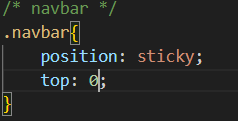 /* navbar */
.navbar{
    position: sticky;
    top: 0;
}